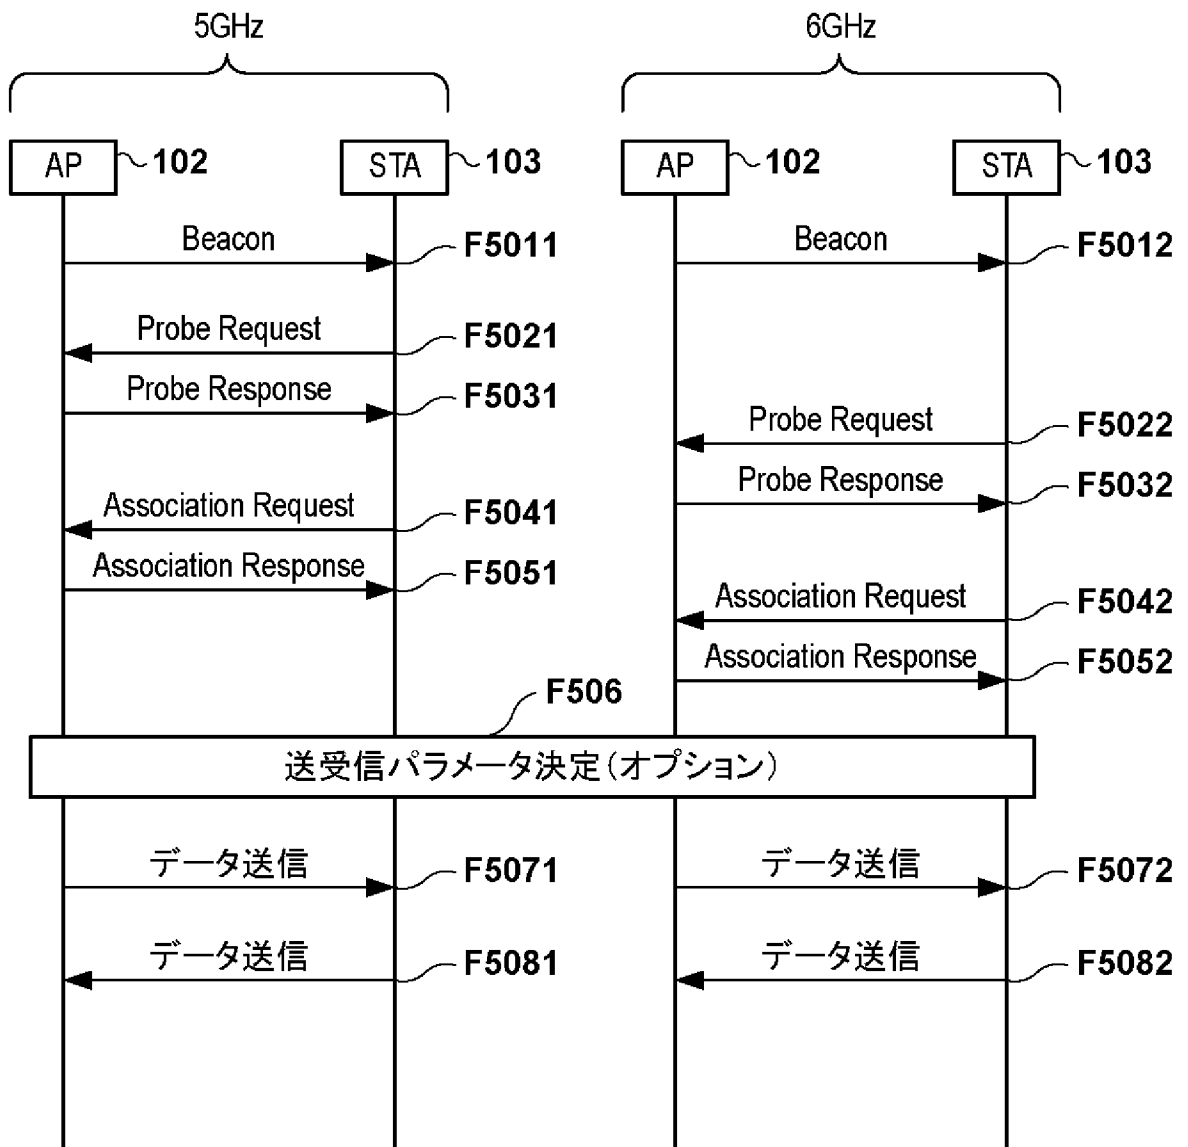 5GHz 6GHz
AP 102 STA 103 AP 102 STA 103
Beacon F5011 Beacon F5012
Probe Request F5021
Probe Response F5031
Probe Request F5022
Probe Response F5032
Association Request F5041
Association Response F5051
Association Request F5042
Association Response F5052
F506
送受信パラメータ決定(オプション)
データ送信 F5071 データ送信 F5072
データ送信 F5081 データ送信 F5082